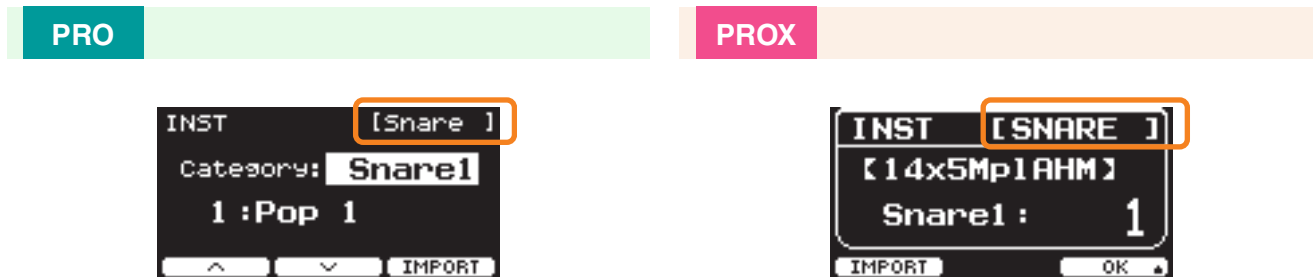 PRO
PROX
INST [Snare ]
Category: Snare1
1 :Pop 1
IMPORT
INST [SNARE ]
【14x5MplAHM】
Snare1 : 1
IMPORT OK